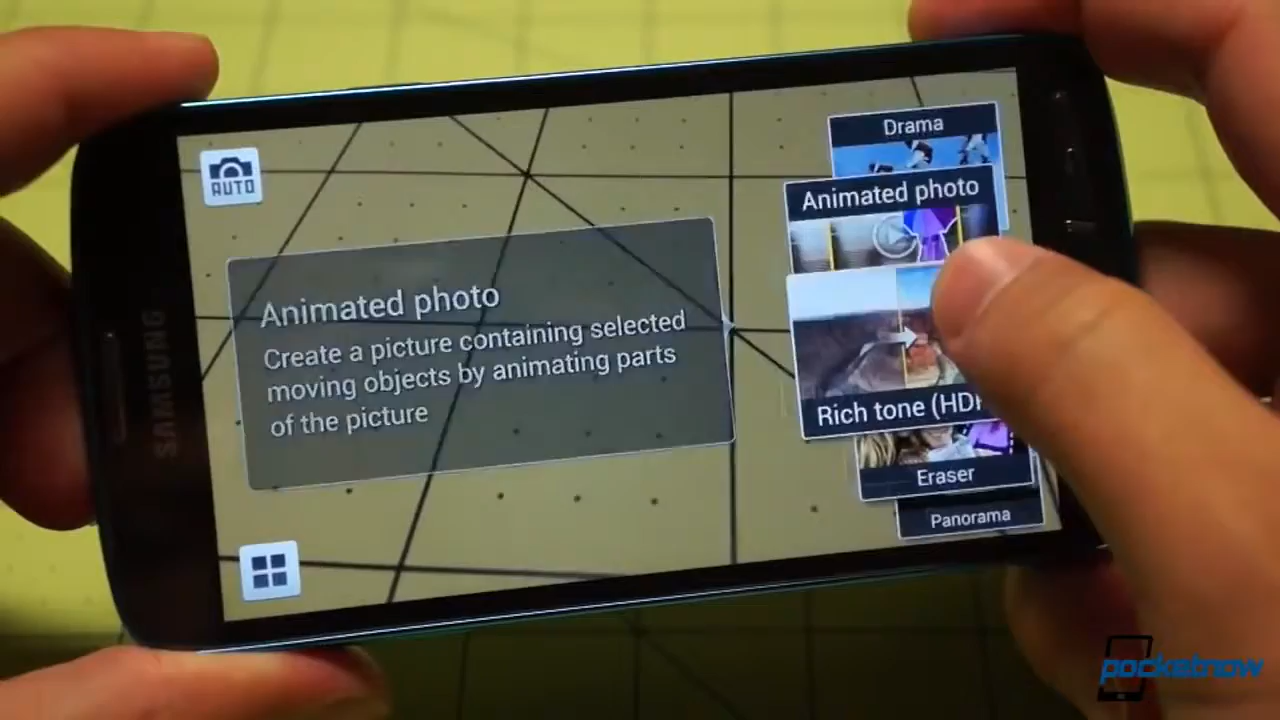 SAMSUNG
AUTO
Animated photo
Create a picture containing selected
moving objects by animating parts
of the picture
Drama
Animated photo
Rich tone (HDR
Eraser
Panorama
pocketnow